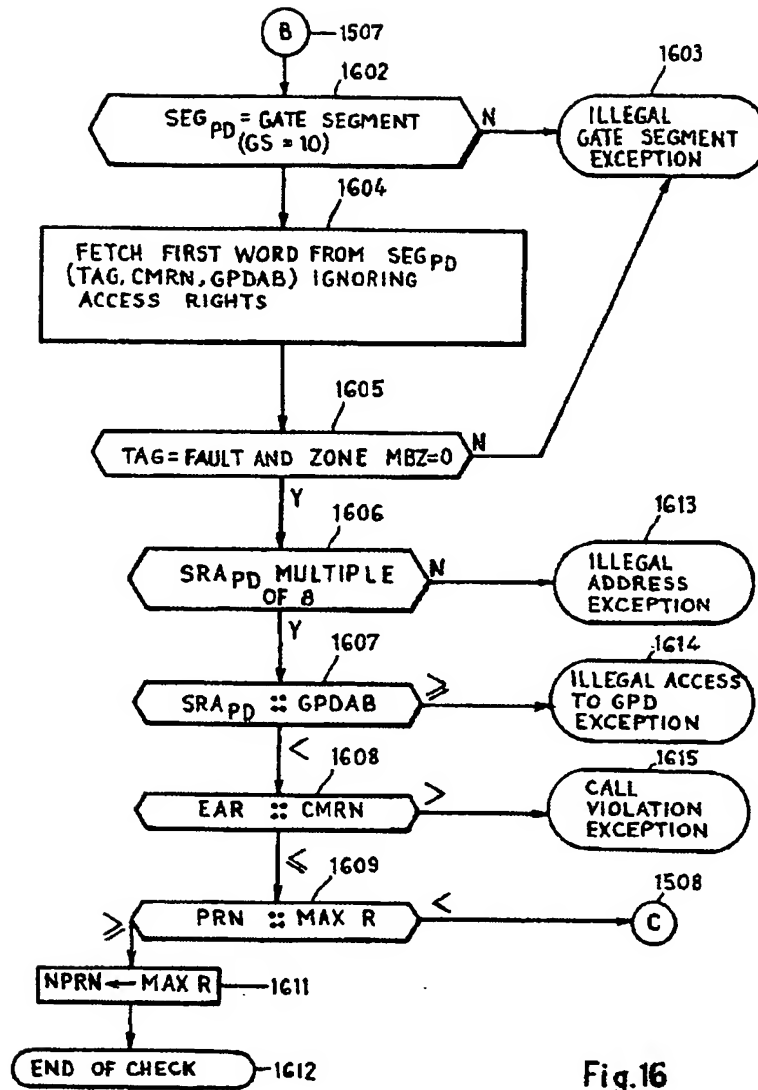 B
1507
1602
1603
SEG PD = GATE SEGMENT
(GS = 10)
N
ILLEGAL
GATE SEGMENT
EXCEPTION
1604
FETCH FIRST WORD FROM SEG PD
(TAG, CMRN, GPDAB) IGNORING
ACCESS RIGHTS
1605
TAG=FAULT AND ZONE MBZ=0
N
Y
1606
1613
SRA PD MULTIPLE
OF 8
N
ILLEGAL
ADDRESS
EXCEPTION
Y
1607
1614
SRA PD :: GPDAB
≥
ILLEGAL ACCESS
TO GPD
EXCEPTION
<
1608
1615
EAR :: CMRN
>
CALL
VIOLATION
EXCEPTION
≤
1609
1508
≥
PRN :: MAX R
<
C
NPRN ← MAX R
1611
END OF CHECK
1612
Fig.16